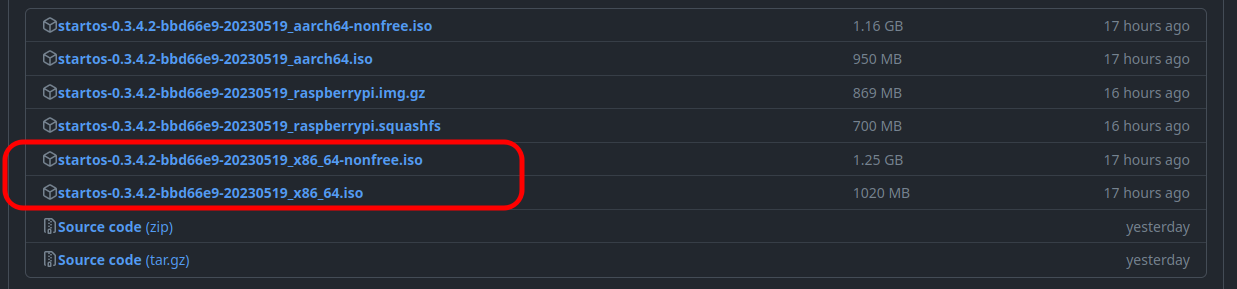 startos-0.3.4.2-bbd66e9-20230519_aarch64-nonfree.iso 1.16 GB 17 hours ago
startos-0.3.4.2-bbd66e9-20230519_aarch64.iso 950 MB 17 hours ago
startos-0.3.4.2-bbd66e9-20230519_raspberrypi.img.gz 869 MB 16 hours ago
startos-0.3.4.2-bbd66e9-20230519_raspberrypi.squashfs 700 MB 16 hours ago
startos-0.3.4.2-bbd66e9-20230519_x86_64-nonfree.iso 1.25 GB 17 hours ago
startos-0.3.4.2-bbd66e9-20230519_x86_64.iso 1020 MB 17 hours ago
Source code (zip) yesterday
Source code (tar.gz) yesterday